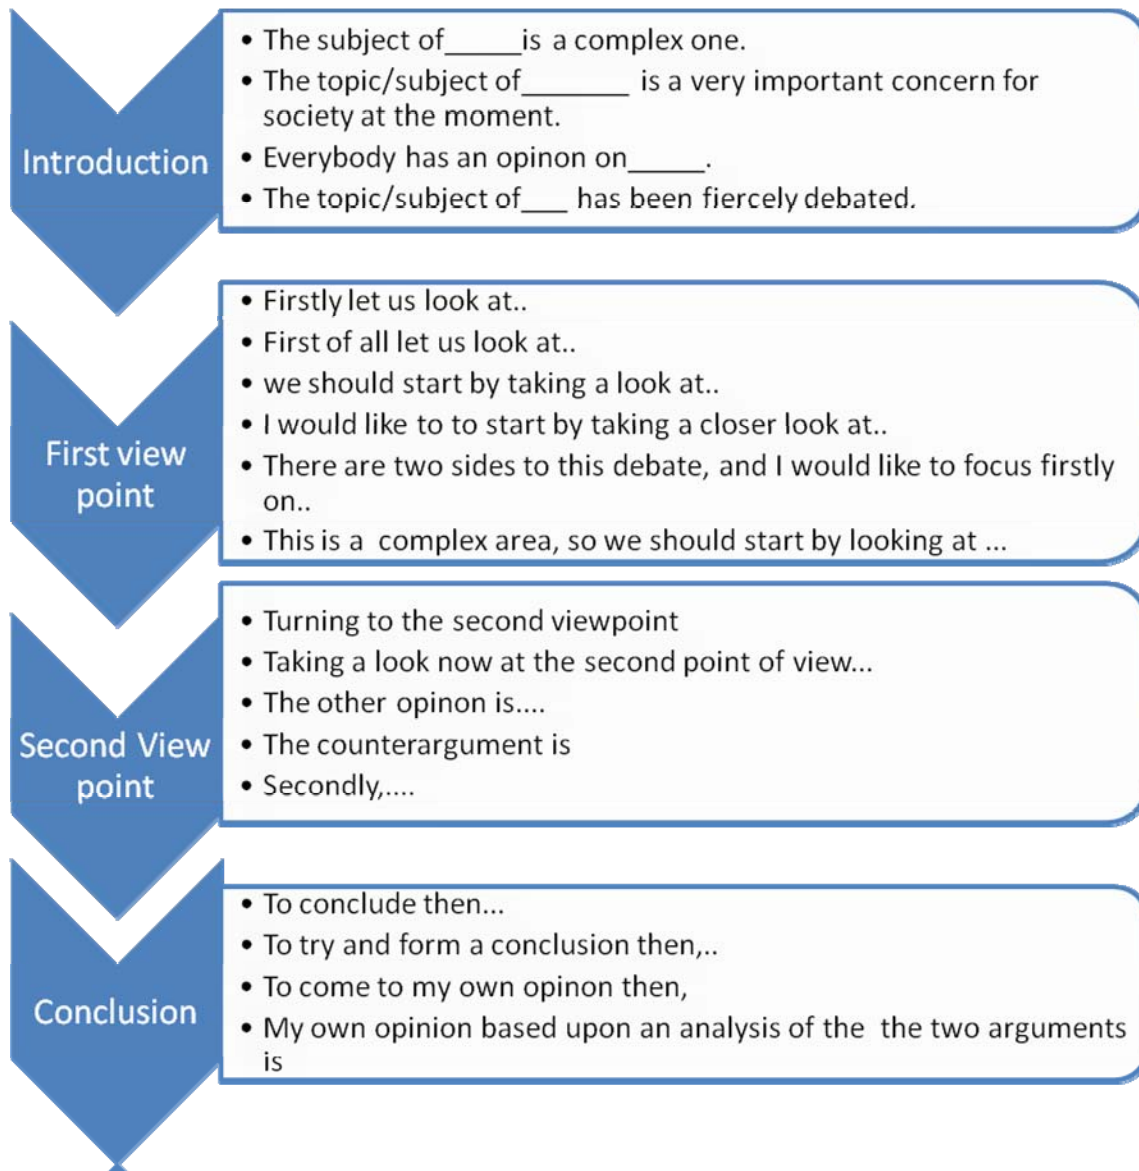 Introduction
• The subject of_____is a complex one.
• The topic/subject of_______ is a very important concern for
society at the moment.
• Everybody has an opinon on_____.
• The topic/subject of___ has been fiercely debated.
First view
point
• Firstly let us look at..
• First of all let us look at..
• we should start by taking a look at..
• I would like to to start by taking a closer look at..
• There are two sides to this debate, and I would like to focus firstly
on..
• This is a complex area, so we should start by looking at ...
Second View
point
• Turning to the second viewpoint
• Taking a look now at the second point of view...
• The other opinon is....
• The counterargument is
• Secondly,....
Conclusion
• To conclude then...
• To try and form a conclusion then,..
• To come to my own opinon then,
• My own opinion based upon an analysis of the the two arguments
is